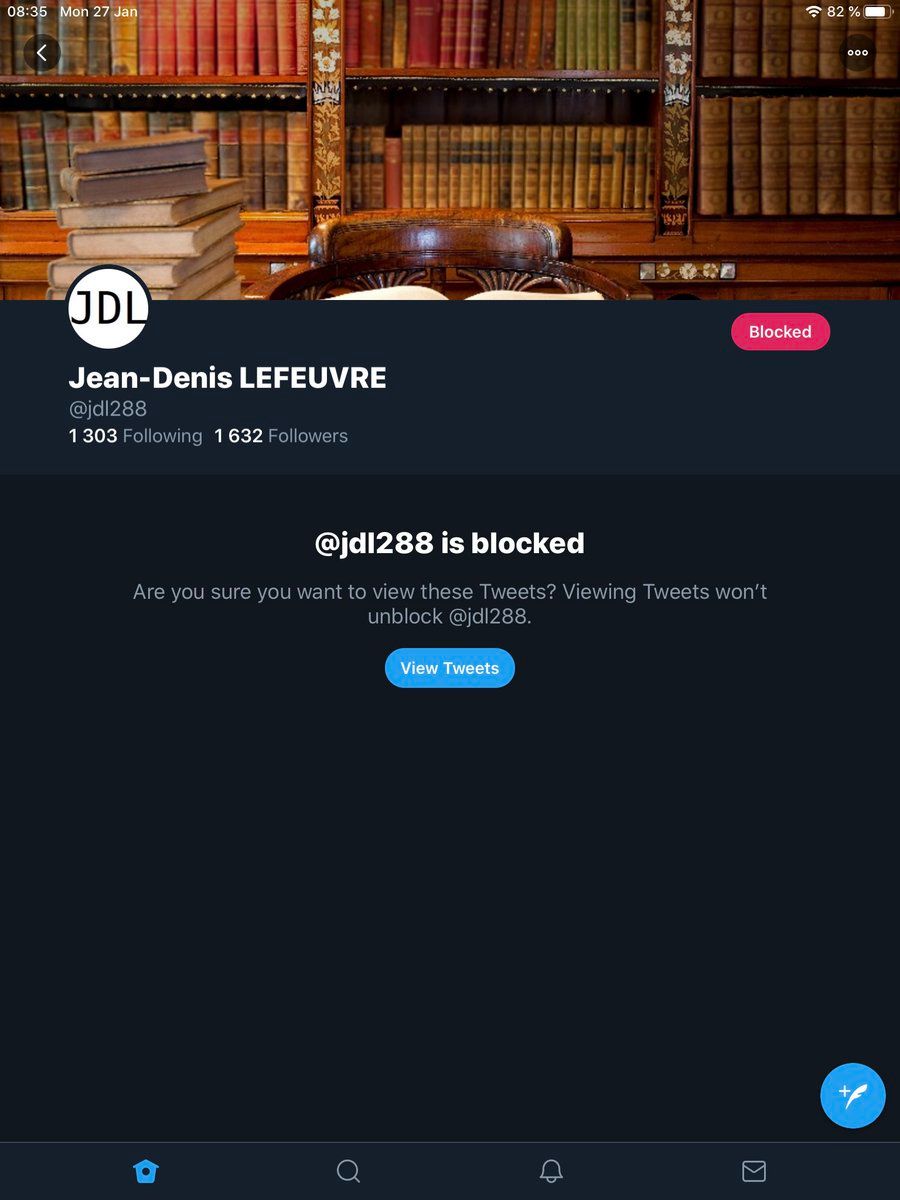 08:35 Mon 27 Jan 82 %
JDL
Blocked
Jean-Denis LEFEUVRE
@jdl288
1 303 Following 1 632 Followers
@jdl288 is blocked
Are you sure you want to view these Tweets? Viewing Tweets won’t
unblock @jdl288.
View Tweets